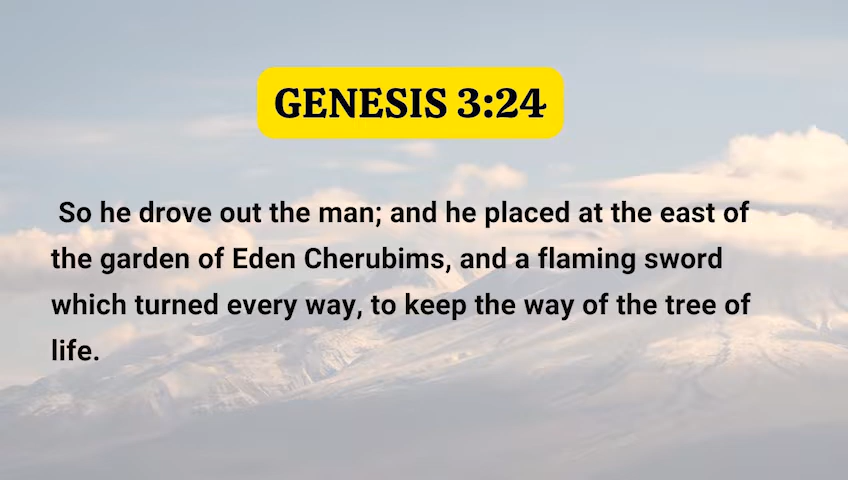 GENESIS 3:24
So he drove out the man; and he placed at the east of
the garden of Eden Cherubims, and a flaming sword
which turned every way, to keep the way of the tree of
life.